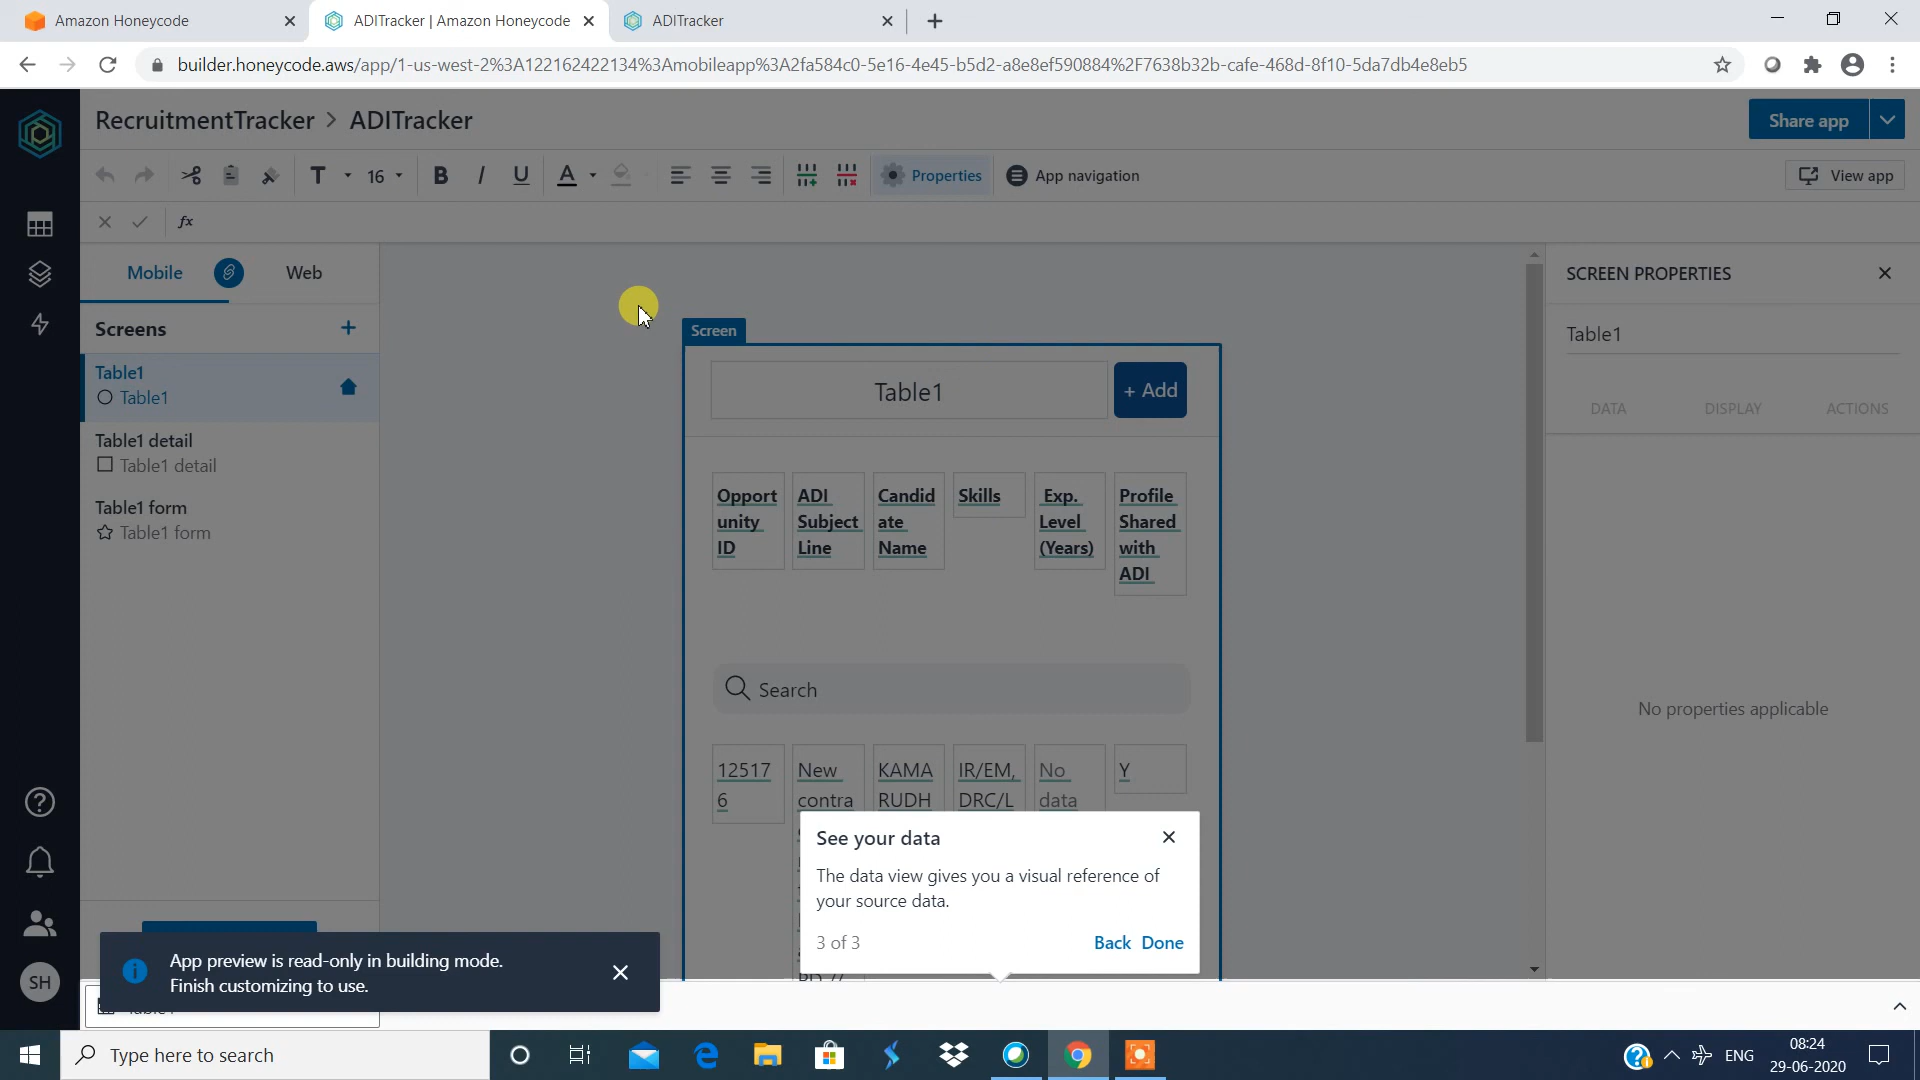 Amazon Honeycode
ADITracker | Amazon Honeycode
ADITracker
builder.honeycode.aws/app/1-us-west-2%3A122162422134%3Amobileapp%3A2fa584c0-5e16-4e45-b5d2-a8e8ef590884%2F7638b32b-cafe-468d-8f10-5da7db4e8eb5
RecruitmentTracker > ADITracker
Share app
T
16
B
I
U
A
Properties
App navigation
View app
fx
Mobile
Web
Screens
Table1
Table1
Table1 detail
Table1 detail
Table1 form
Table1 form
Screen
Table1
+ Add
Opport
unity
ID
ADI
Subject
Line
Candid
ate
Name
Skills
Exp.
Level
(Years)
Profile
Shared
with
ADI
Search
12517
6
New
contra
KAMA
RUDH
IR/EM,
DRC/L
No
data
Y
SCREEN PROPERTIES
Table1
DATA
DISPLAY
ACTIONS
No properties applicable
See your data
The data view gives you a visual reference of
your source data.
3 of 3
Back
Done
App preview is read-only in building mode.
Finish customizing to use.
SH
Type here to search
ENG
08:24
29-06-2020